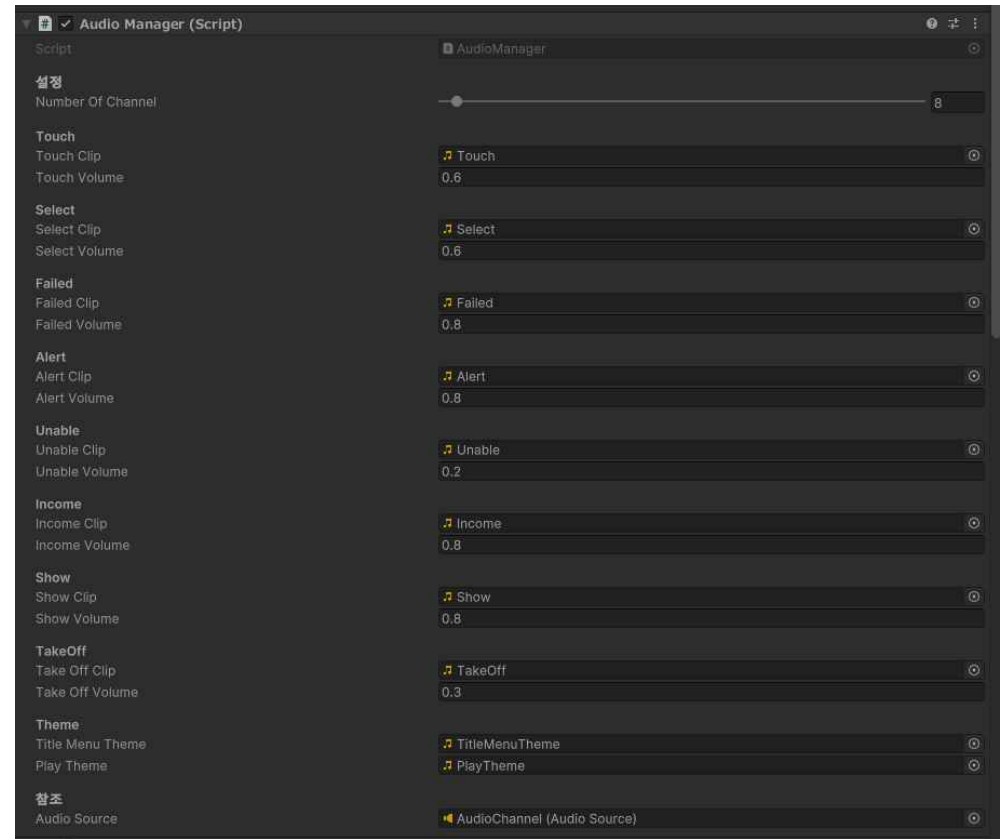 Audio Manager (Script)
Script AudioManager
설정
Number Of Channel 8
Touch
Touch Clip Touch
Touch Volume 0.6
Select
Select Clip Select
Select Volume 0.6
Failed
Failed Clip Failed
Failed Volume 0.8
Alert
Alert Clip Alert
Alert Volume 0.8
Unable
Unable Clip Unable
Unable Volume 0.2
Income
Income Clip Income
Income Volume 0.8
Show
Show Clip Show
Show Volume 0.8
TakeOff
Take Off Clip TakeOff
Take Off Volume 0.3
Theme
Title Menu Theme TitleMenuTheme
Play Theme PlayTheme
참조
Audio Source AudioChannel (Audio Source)